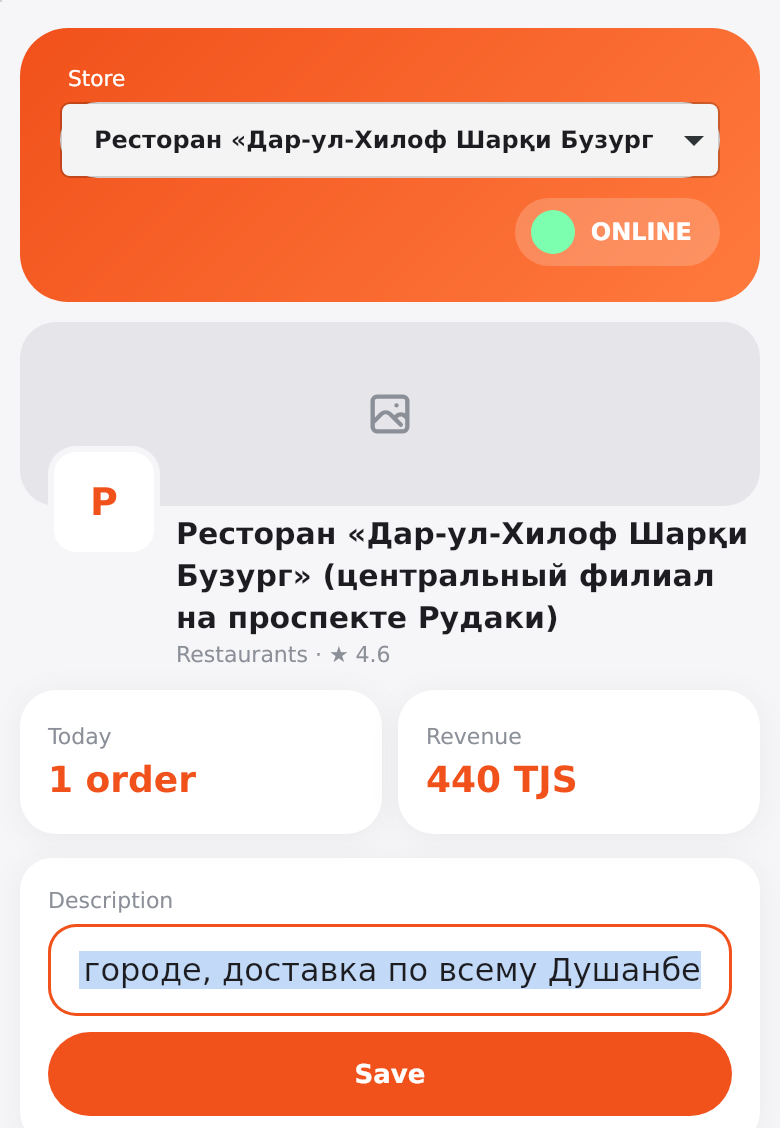 Store
Ресторан «Дар-ул-Хилоф Шарқи Бузург
ONLINE
Р
Ресторан «Дар-ул-Хилоф Шарқи
Бузург» (центральный филиал
на проспекте Рудаки)
Restaurants · ★ 4.6
Today
1 order
Revenue
440 TJS
Description
городе, доставка по всему Душанбе
Save